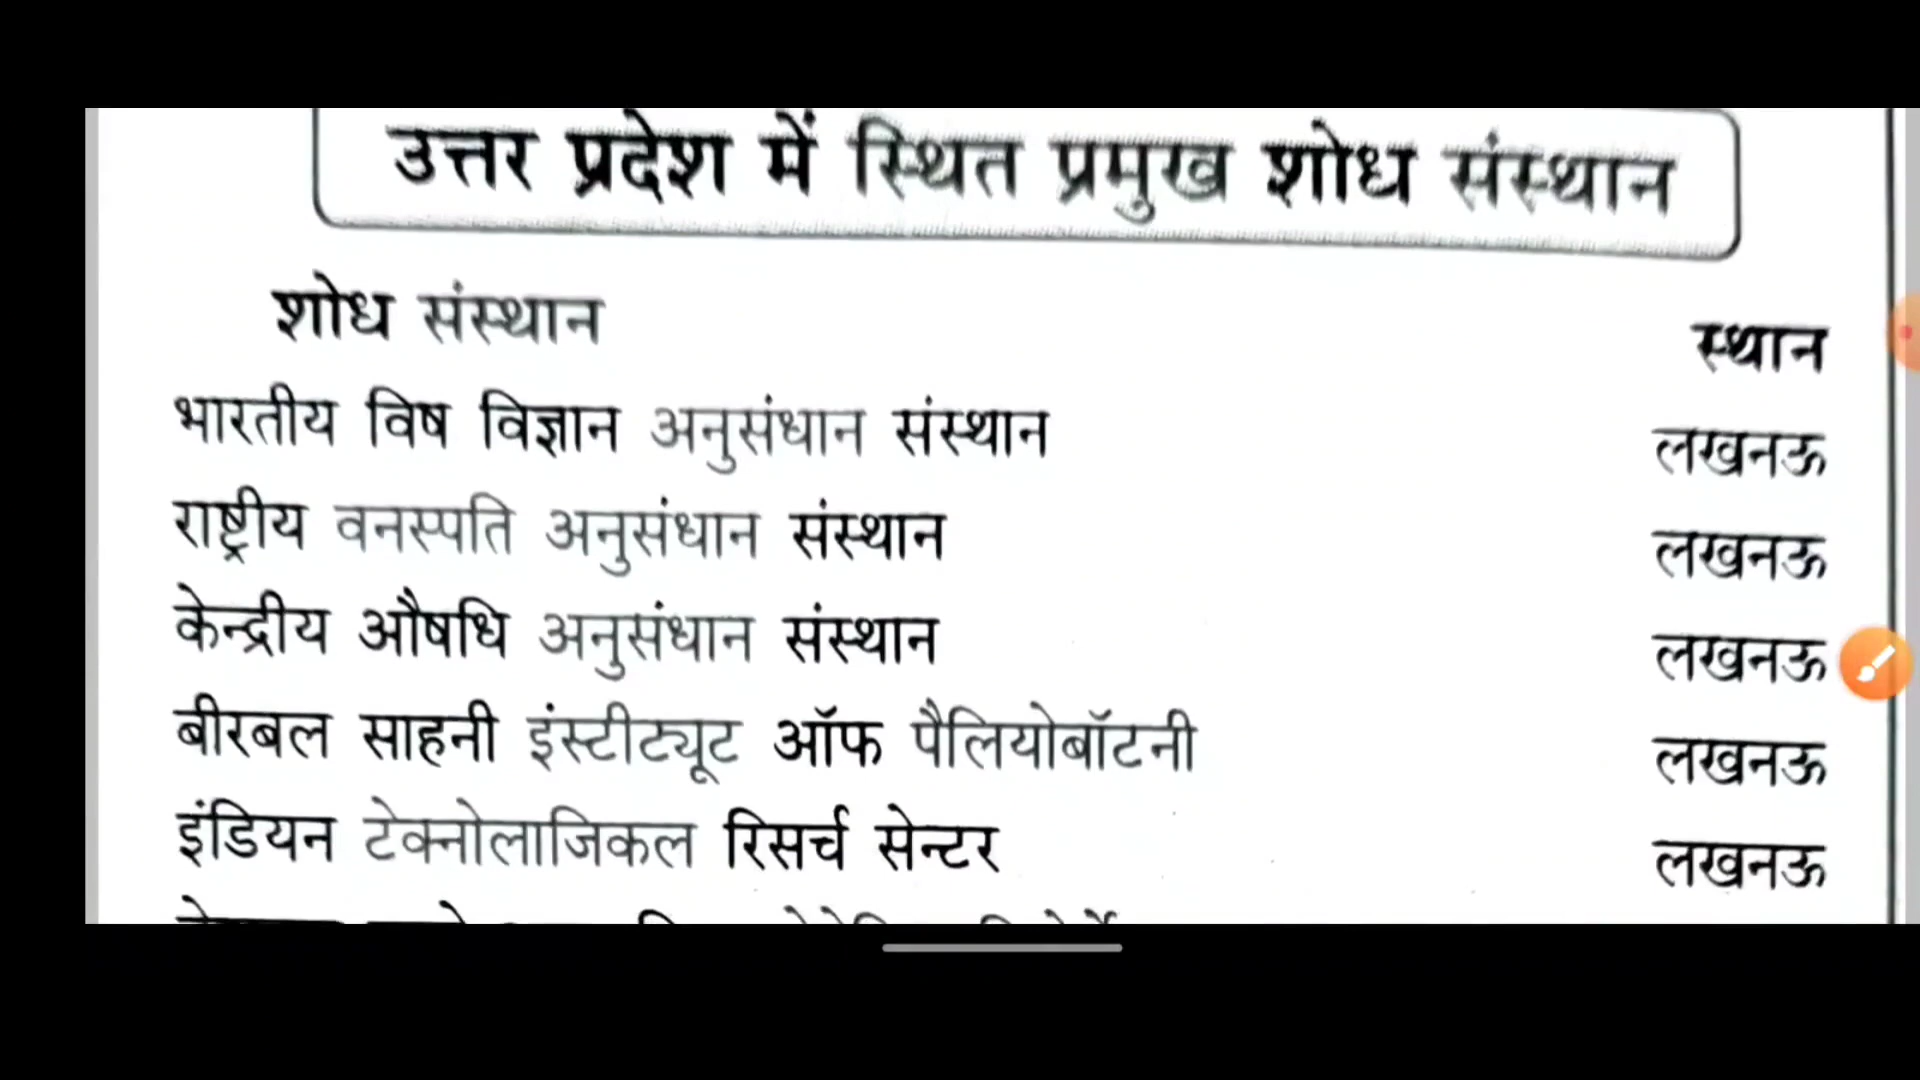 उत्तर प्रदेश में स्थित प्रमुख शोध संस्थान
शोध संस्थान स्थान
भारतीय विष विज्ञान अनुसंधान संस्थान लखनऊ
राष्ट्रीय वनस्पति अनुसंधान संस्थान लखनऊ
केन्द्रीय औषधि अनुसंधान संस्थान लखनऊ
बीरबल साहनी इंस्टीट्यूट ऑफ पैलियोबॉटनी लखनऊ
इंडियन टेक्नोलाजिकल रिसर्च सेन्टर लखनऊ